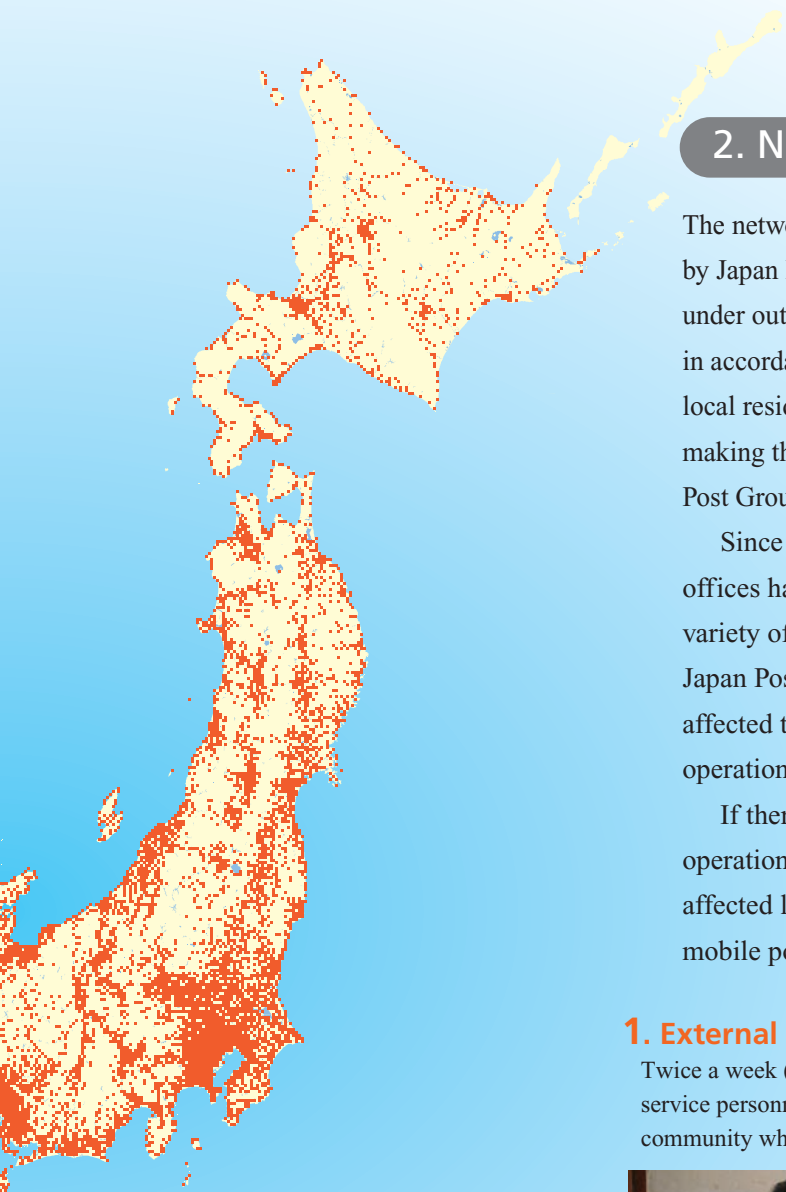 2. N
The netwo
by Japan
under out
in accorda
local resid
making th
Post Grou
Since
offices ha
variety of
Japan Pos
affected t
operation
If ther
operation
affected l
mobile po
1. External
Twice a week (
service personn
community wh